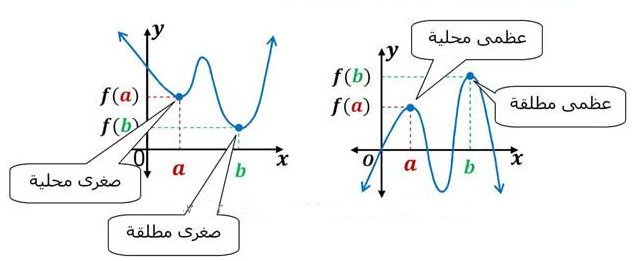 y
f(a)
f(b)
0
a
b
x
صغرى محلية
صغرى مطلقة
عظمى محلية
y
f(b)
f(a)
عظمى مطلقة
o
a
b
x